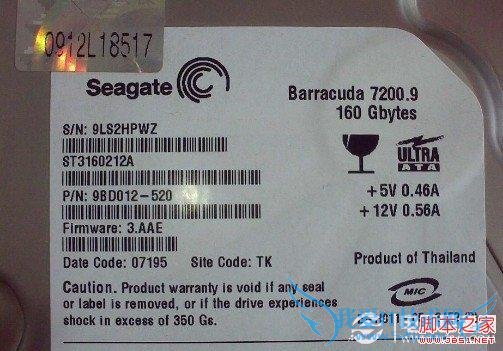 0912L18517
Seagate
Barracuda 7200.9
160 Gbytes
S/N: 9LS2HPWZ
ST3160212A
ULTRA
ATA
P/N: 9BD012-520
+5V 0.46A
+12V 0.56A
Firmware: 3.AAE
Date Code: 07195 Site Code: TK
Product of Thailand
Caution. Product warranty is void if any seal
or label is removed, or if the drive experiences
shock in excess of 350 Gs.
MIC
脚本之家
www.jb51.net